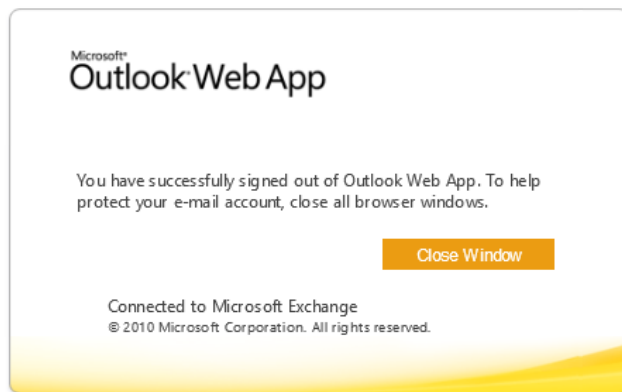 Microsoft®
Outlook® Web App
You have successfully signed out of Outlook Web App. To help
protect your e-mail account, close all browser windows.
Close Window
Connected to Microsoft Exchange
© 2010 Microsoft Corporation. All rights reserved.